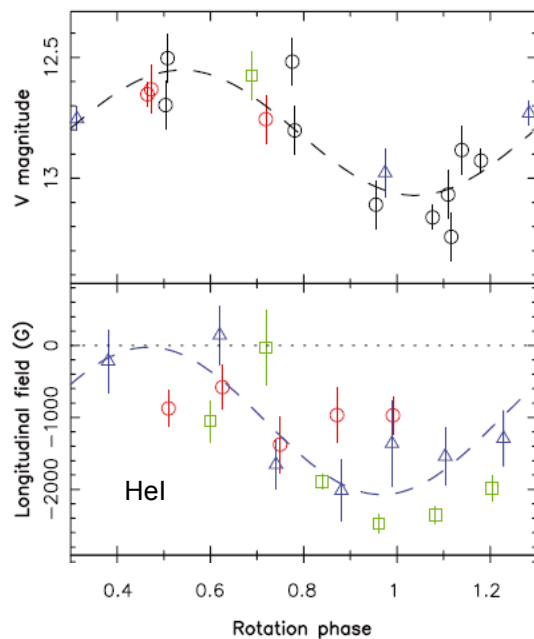 V magnitude
12.5
13
Longitudinal field (G)
0
−1000
−2000
HeI
0.4 0.6 0.8 1 1.2
Rotation phase